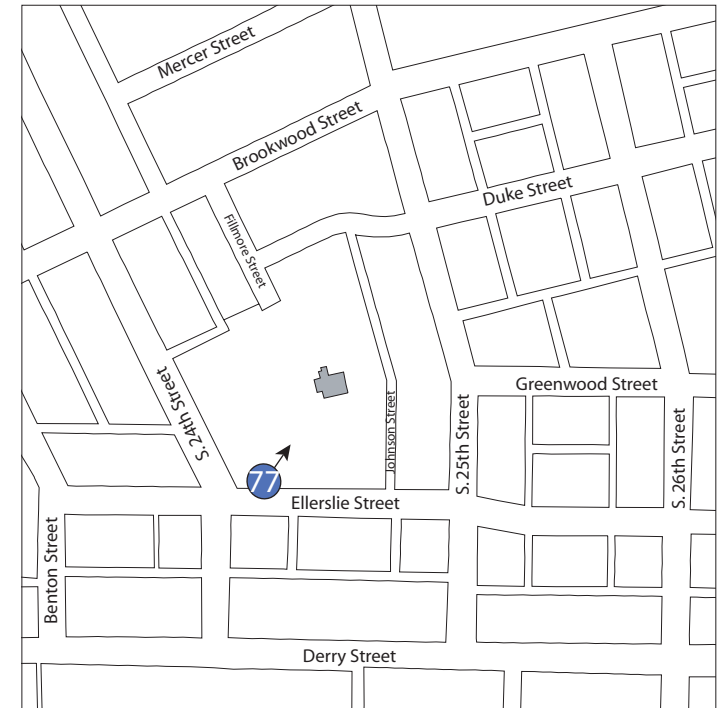 Mercer Street
Brookwood Street
Duke Street
Fillmore Street
S. 24th Street
Greenwood Street
Johnson Street
S. 25th Street
S. 26th Street
77
Ellerslie Street
Benton Street
Derry Street